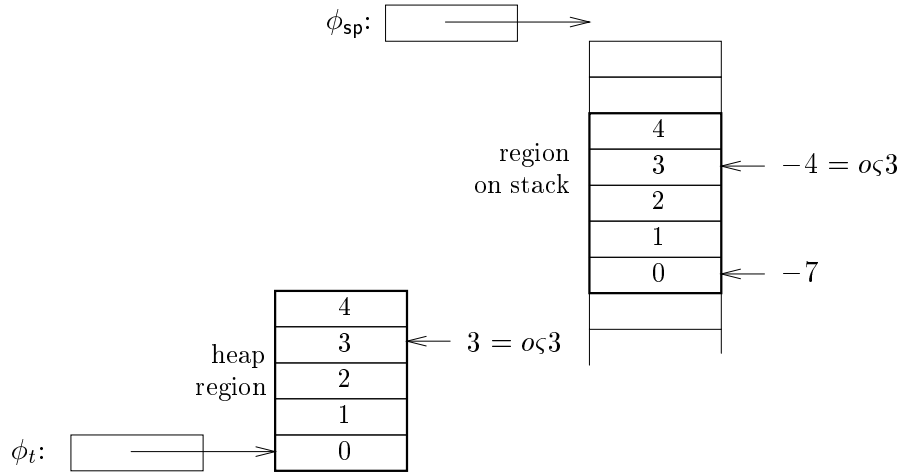 ϕsp:
4
region 3 −4 = oς3
on stack 2
1
0 −7
4
heap 3 3 = oς3
region 2
1
ϕt: 0